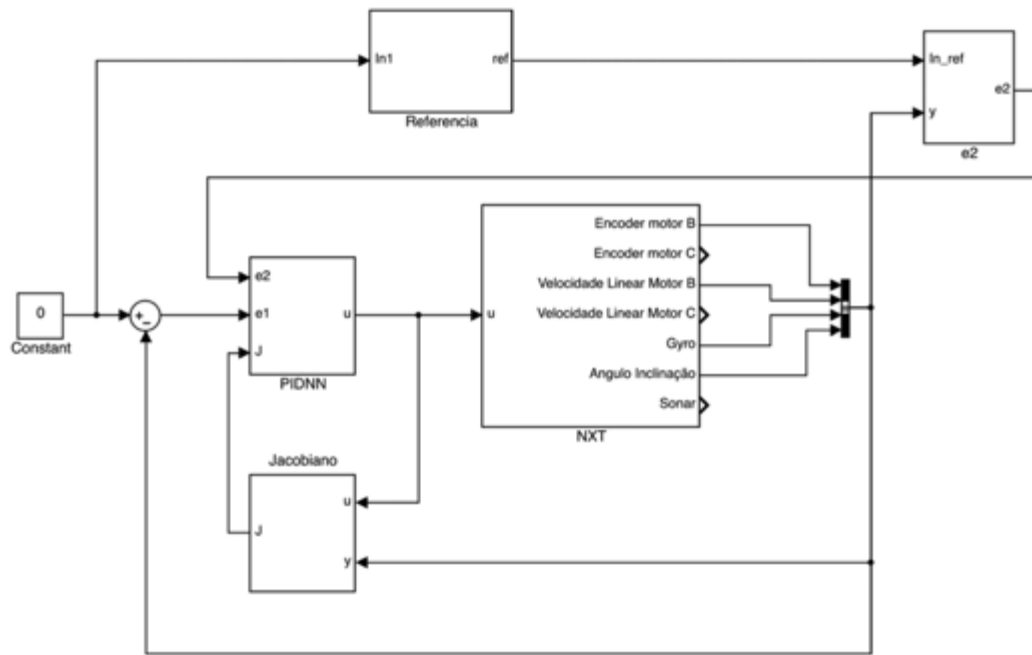 In1
ref
Referencia
In_ref
y
e2
e2
0
Constant
+
−
e2
e1
J
u
PIDNN
u
Encoder motor B
Encoder motor C
Velocidade Linear Motor B
Velocidade Linear Motor C
Gyro
Angulo Inclinação
Sonar
NXT
Jacobiano
u
J
y